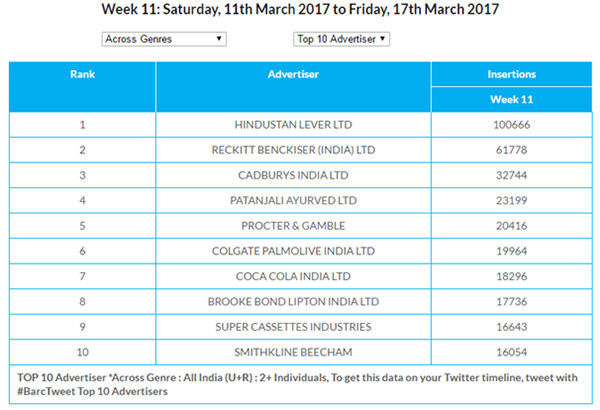 Week 11: Saturday, 11th March 2017 to Friday, 17th March 2017
Across Genres Top 10 Advertiser
Rank Advertiser Insertions
Week 11
1 HINDUSTAN LEVER LTD 100666
2 RECKITT BENCKISER (INDIA) LTD 61778
3 CADBURYS INDIA LTD 32744
4 PATANJALI AYURVED LTD 23199
5 PROCTER & GAMBLE 20416
6 COLGATE PALMOLIVE INDIA LTD 19964
7 COCA COLA INDIA LTD 18296
8 BROOKE BOND LIPTON INDIA LTD 17736
9 SUPER CASSETTES INDUSTRIES 16643
10 SMITHKLINE BEECHAM 16054
TOP 10 Advertiser *Across Genre : All India (U+R) : 2+ Individuals, To get this data on your Twitter timeline, tweet with
#BarcTweet Top 10 Advertisers